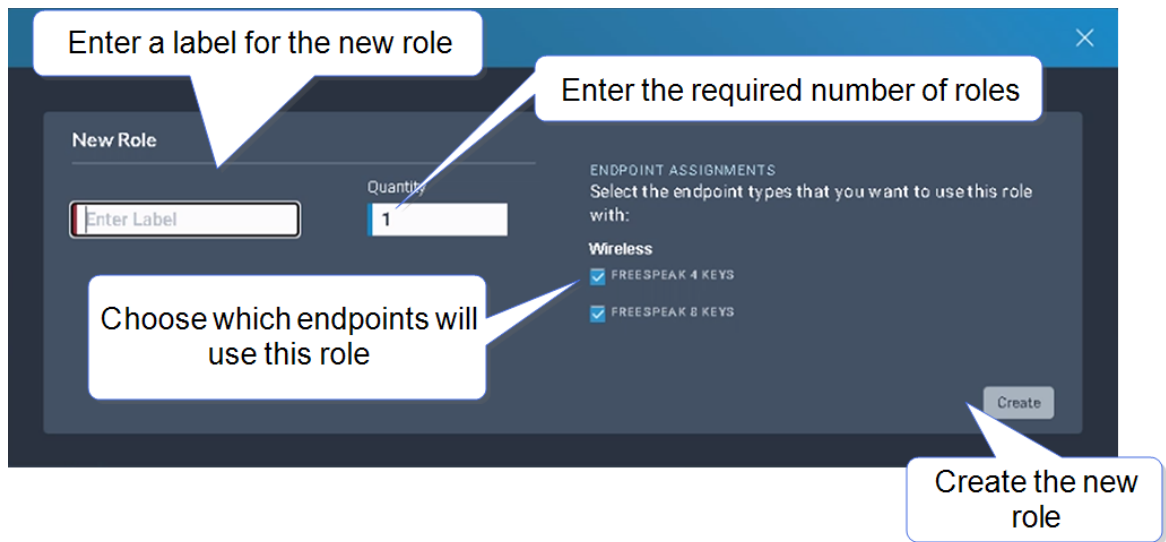 Enter a label for the new role
Enter the required number of roles
New Role
Quantity
Enter Label
1
ENDPOINT ASSIGNMENTS
Select the endpoint types that you want to use this role
with:
Wireless
FREESPEAK 4 KEYS
FREESPEAK 8 KEYS
Choose which endpoints will
use this role
Create
Create the new
role